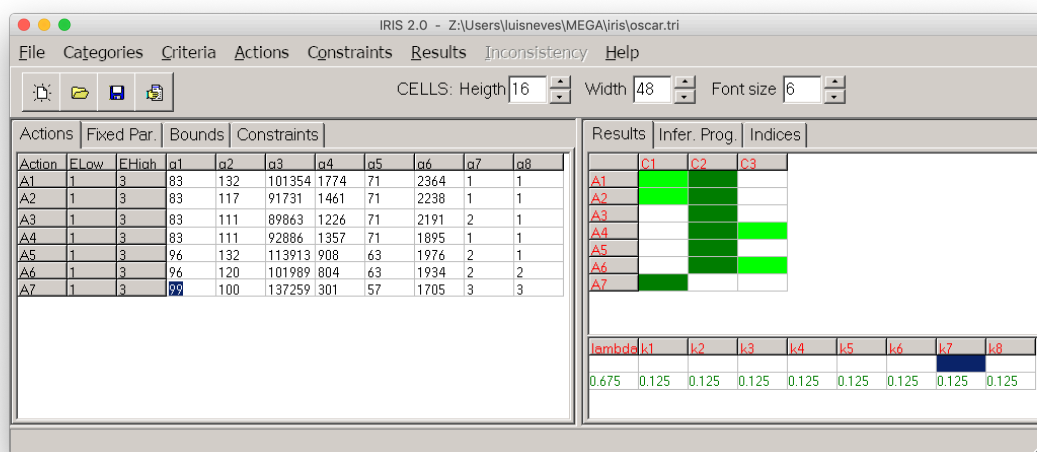 IRIS 2.0 - Z:\Users\luisneves\MEGA\iris\oscar.tri
File Categories Criteria Actions Constraints Results Inconsistency Help
CELLS: Heigth 16 Width 48 Font size 6
Actions Fixed Par. Bounds Constraints
Action ELow EHigh g1 g2 g3 g4 g5 g6 g7 g8
A1 1 3 83 132 101354 1774 71 2364 1 1
A2 1 3 83 117 91731 1461 71 2238 1 1
A3 1 3 83 111 89863 1226 71 2191 2 1
A4 1 3 83 111 92886 1357 71 1895 1 1
A5 1 3 96 132 113913 908 63 1976 2 1
A6 1 3 96 120 101989 804 63 1934 2 2
A7 1 3 99 100 137259 301 57 1705 3 3
Results Infer. Prog. Indices
C1 C2 C3
A1
A2
A3
A4
A5
A6
A7
lambda k1 k2 k3 k4 k5 k6 k7 k8
0.675 0.125 0.125 0.125 0.125 0.125 0.125 0.125 0.125